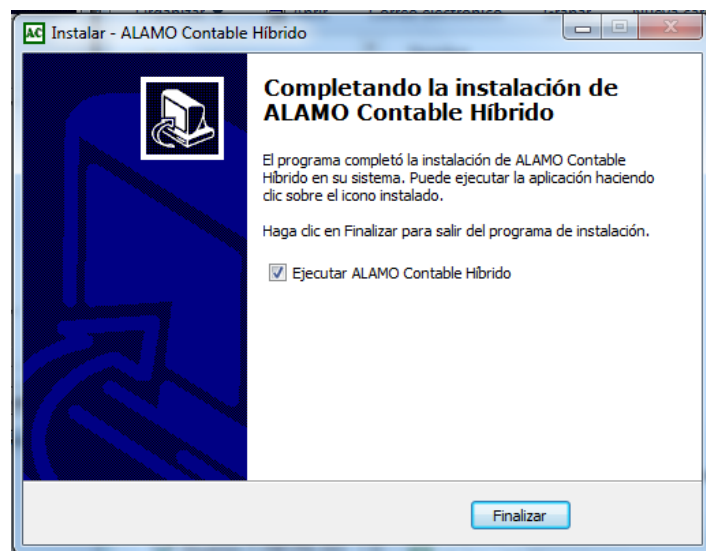 AC Instalar - ALAMO Contable Híbrido
Completando la instalación de
ALAMO Contable Híbrido
El programa completó la instalación de ALAMO Contable
Híbrido en su sistema. Puede ejecutar la aplicación haciendo
clic sobre el icono instalado.
Haga clic en Finalizar para salir del programa de instalación.
Ejecutar ALAMO Contable Híbrido
Finalizar